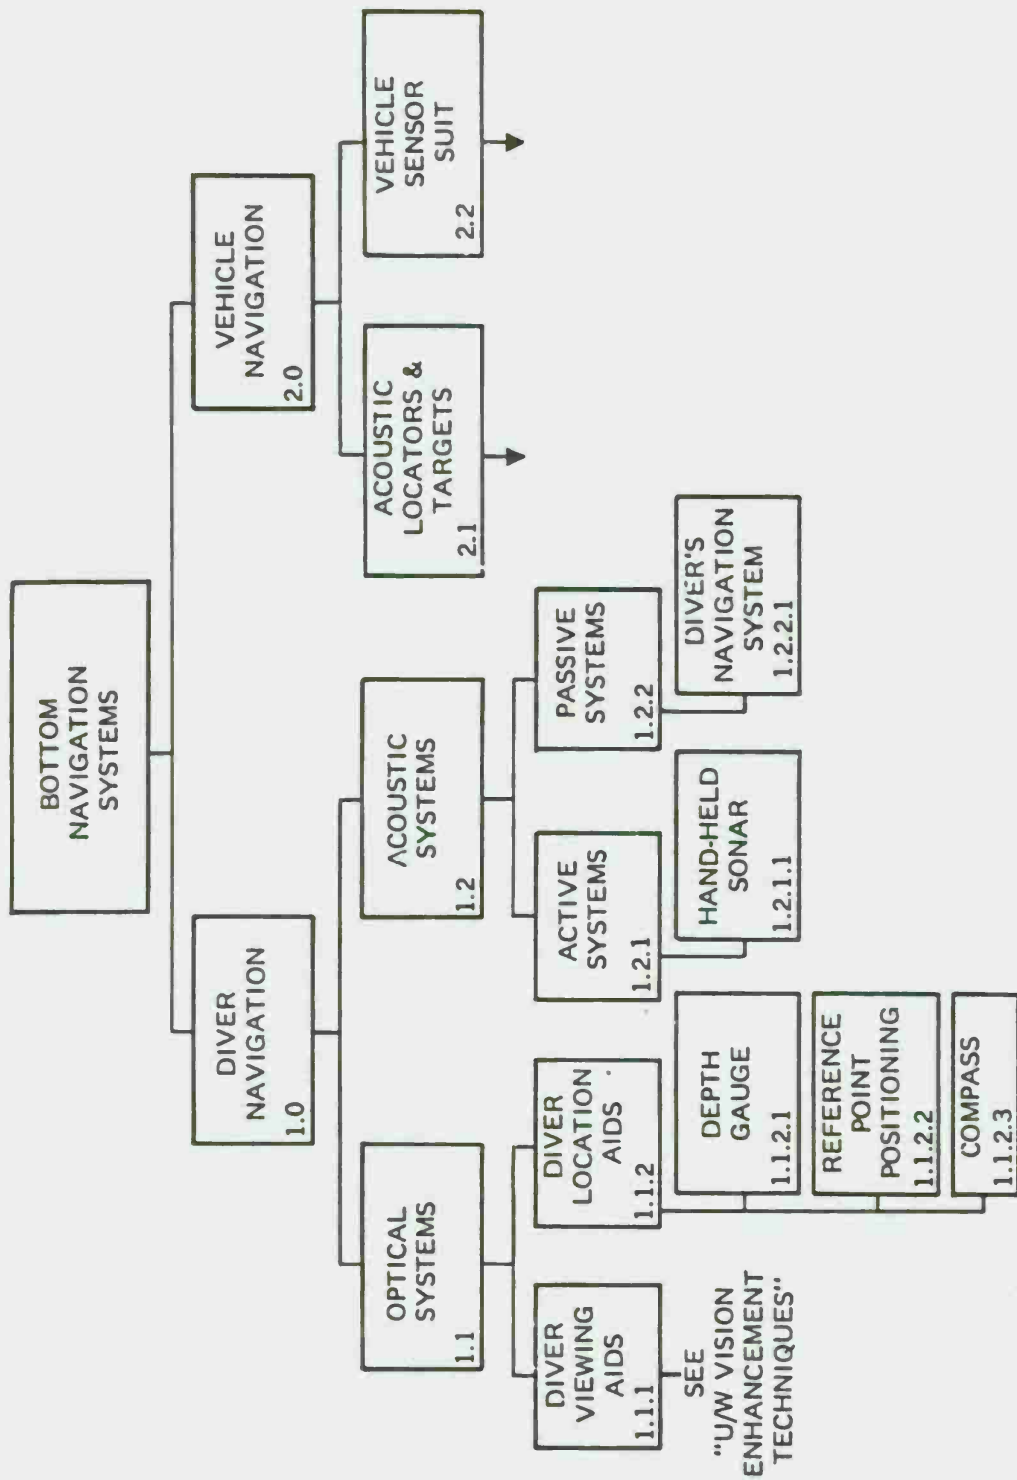 BOTTOM
NAVIGATION
SYSTEMS
DIVER
NAVIGATION
1.0
VEHICLE
NAVIGATION
2.0
OPTICAL
SYSTEMS
1.1
ACOUSTIC
SYSTEMS
1.2
ACOUSTIC
LOCATORS &
TARGETS
2.1
VEHICLE
SENSOR
SUIT
2.2
DIVER
VIEWING
AIDS
1.1.1
DIVER
LOCATION
AIDS
1.1.2
ACTIVE
SYSTEMS
1.2.1
PASSIVE
SYSTEMS
1.2.2
SEE
"U/W VISION
ENHANCEMENT
TECHNIQUES"
DEPTH
GAUGE
1.1.2.1
REFERENCE
POINT
POSITIONING
1.1.2.2
COMPASS
1.1.2.3
HAND-HELD
SONAR
1.2.1.1
DIVER'S
NAVIGATION
SYSTEM
1.2.2.1